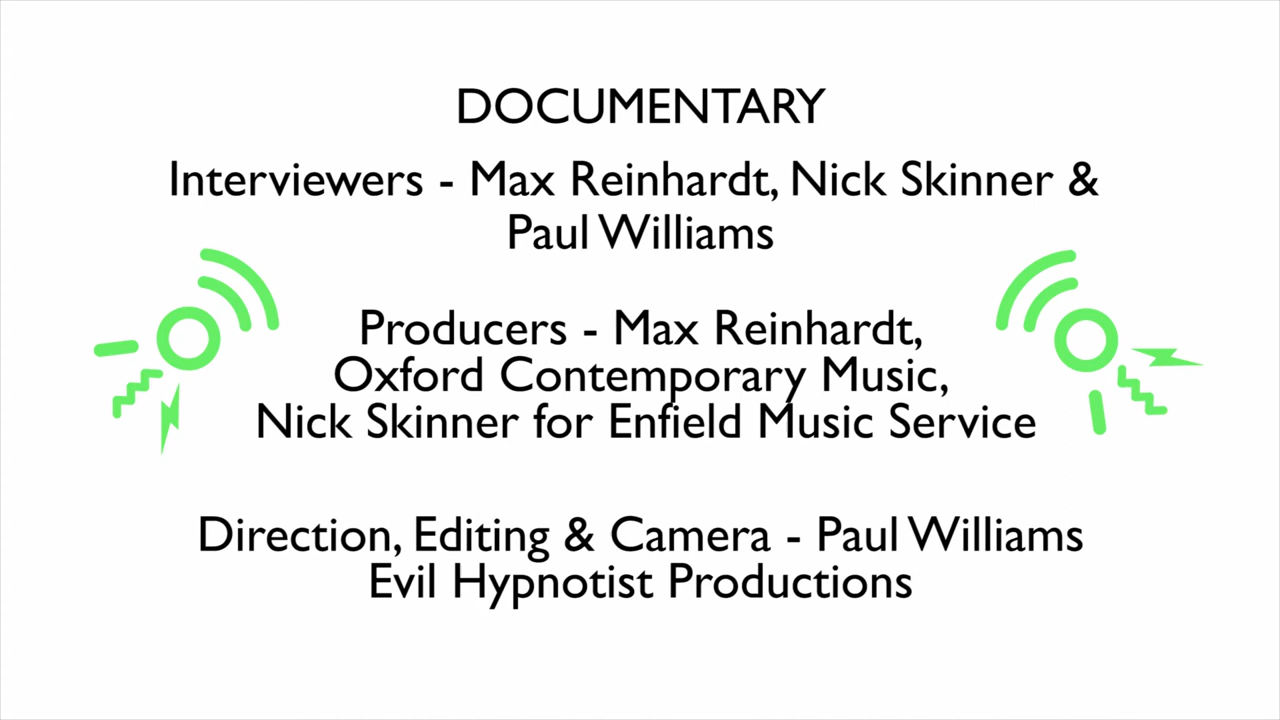 DOCUMENTARY
Interviewers - Max Reinhardt, Nick Skinner &
Paul Williams
Producers - Max Reinhardt,
Oxford Contemporary Music,
Nick Skinner for Enfield Music Service
Direction, Editing & Camera - Paul Williams
Evil Hypnotist Productions